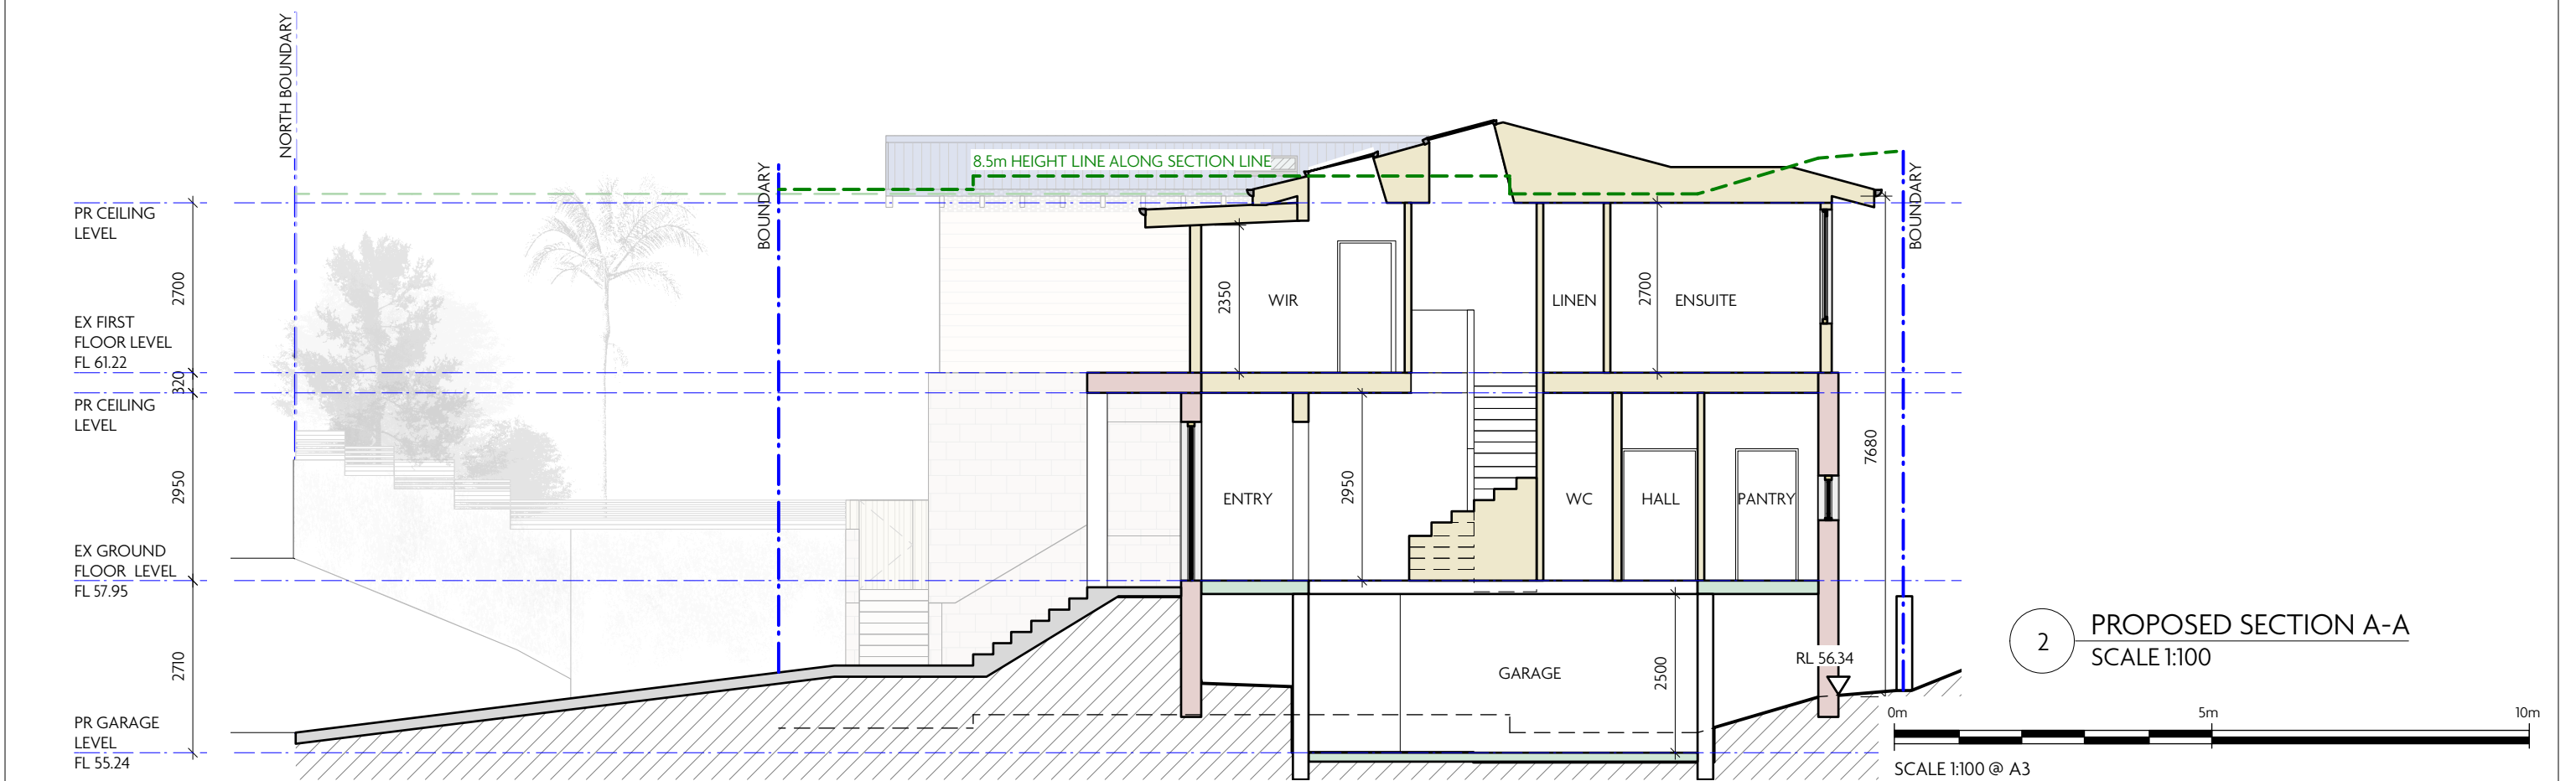 NORTH BOUNDARY
BOUNDARY
8.5m HEIGHT LINE ALONG SECTION LINE
BOUNDARY
PR CEILING
LEVEL
2700
EX FIRST
FLOOR LEVEL
FL 61.22
320
PR CEILING
LEVEL
2950
EX GROUND
FLOOR LEVEL
FL 57.95
2710
PR GARAGE
LEVEL
FL 55.24
2350
WIR
LINEN
2700
ENSUITE
ENTRY
2950
WC
HALL
PANTRY
7680
GARAGE
2500
RL 56.34
2
PROPOSED SECTION A-A
SCALE 1:100
0m
5m
10m
SCALE 1:100 @ A3